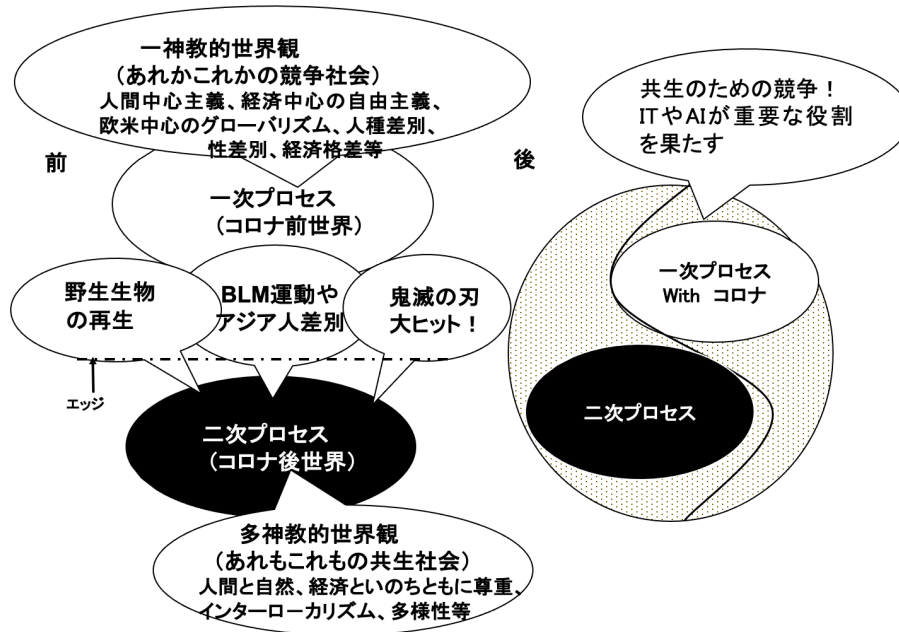 一神教的世界観
(あれかこれかの競争社会)
人間中心主義、経済中心の自由主義、
欧米中心のグローバリズム、人種差別、
性差別、経済格差等
前
一次プロセス
(コロナ前世界)
野生生物
の再生
BLM運動や
アジア人差別
鬼滅の刃
大ヒット!
エッジ
二次プロセス
(コロナ後世界)
多神教的世界観
(あれもこれもの共生社会)
人間と自然、経済といのちともに尊重、
インターローカリズム、多様性等
後
共生のための競争!
ITやAIが重要な役割
を果たす
一次プロセス
With コロナ
二次プロセス